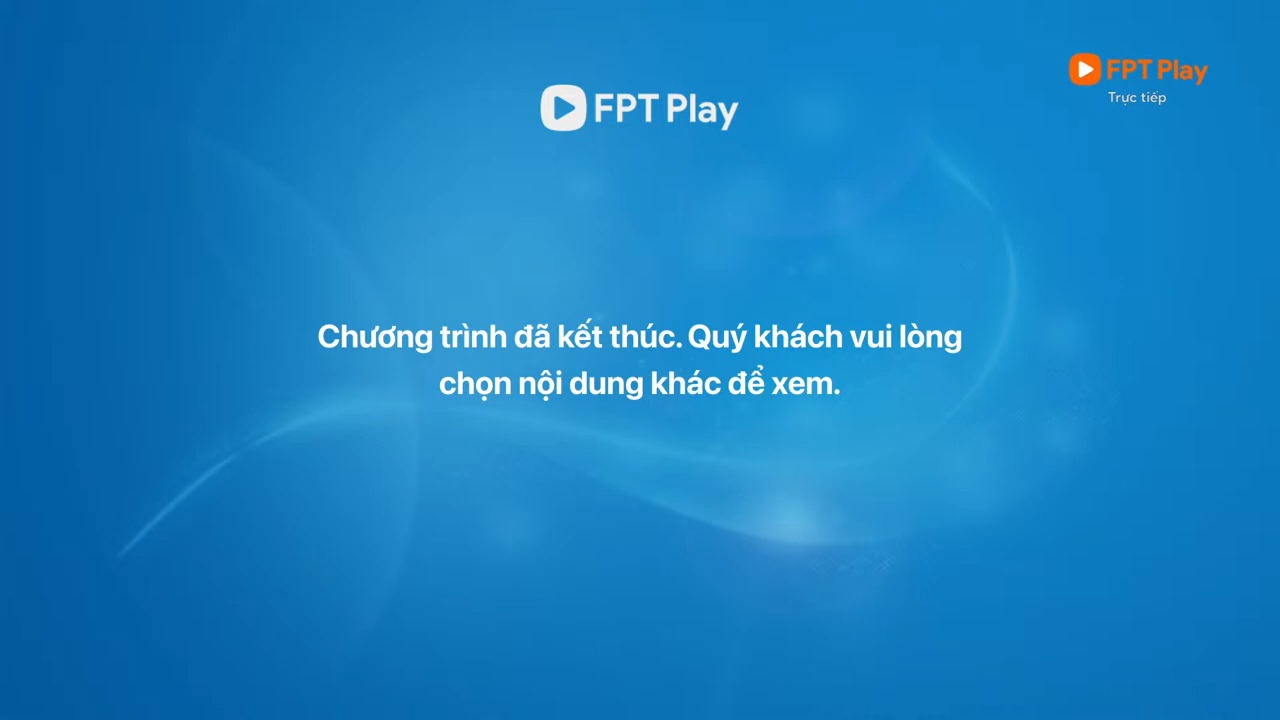 FPT Play
Trực tiếp
FPT Play
Chương trình đã kết thúc. Quý khách vui lòng
chọn nội dung khác để xem.